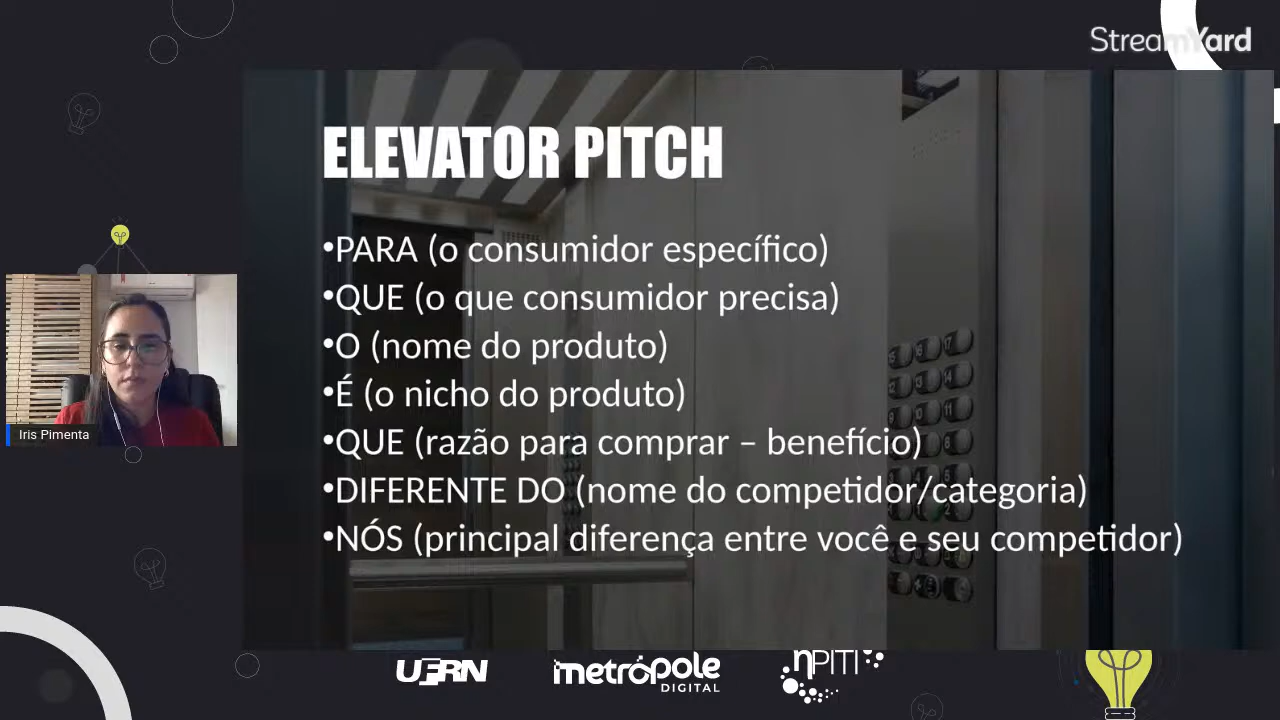 StreamYard
ELEVATOR PITCH
•PARA (o consumidor específico)
•QUE (o que consumidor precisa)
•O (nome do produto)
•É (o nicho do produto)
•QUE (razão para comprar – benefício)
•DIFERENTE DO (nome do competidor/categoria)
•NÓS (principal diferença entre você e seu competidor)
Iris Pimenta
UFRN
metrópole
DIGITAL
nPITI